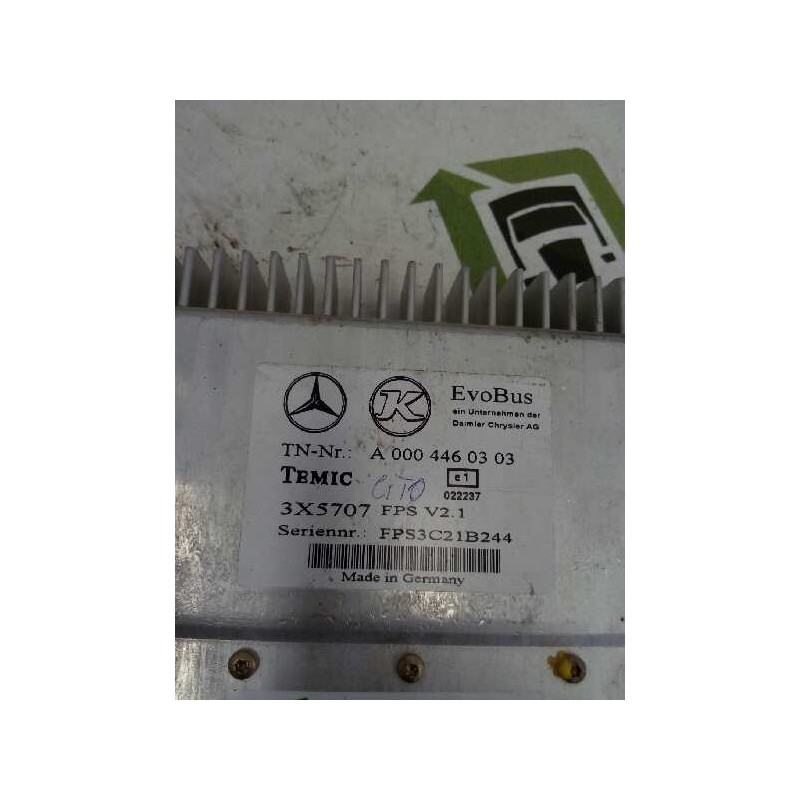 EvoBus
ein Unternehmen der
Daimler Chrysler AG
TN-Nr.: A 000 446 03 03
TEMIC CITO e1
022237
3X5707 FPS V2.1
Seriennr.: FPS3C21B244
Made in Germany